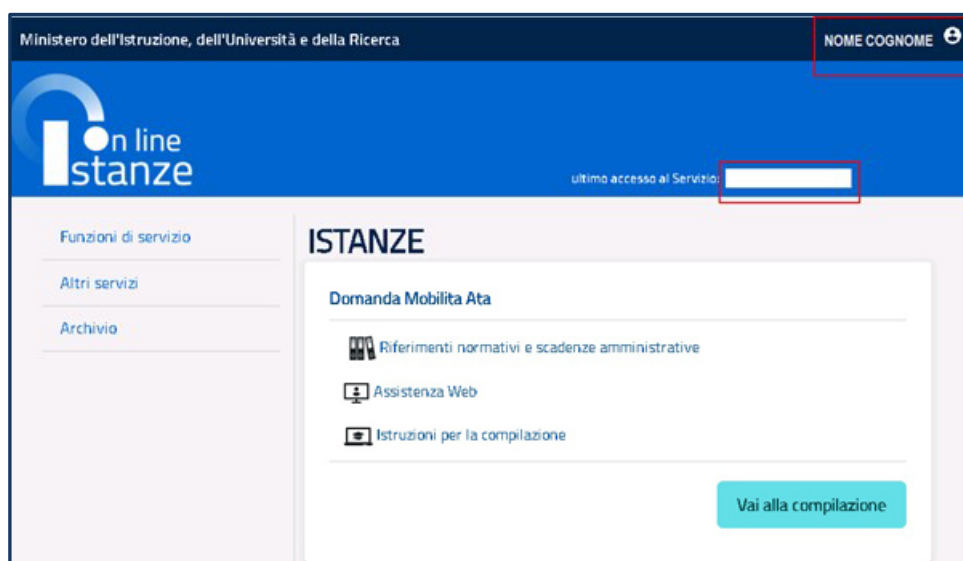 Ministero dell'Istruzione, dell'Università e della Ricerca
NOME COGNOME
on line
Istanze
ultimo accesso al Servizio:
Funzioni di servizio
Altri servizi
Archivio
ISTANZE
Domanda Mobilita Ata
Riferimenti normativi e scadenze amministrative
Assistenza Web
Istruzioni per la compilazione
Vai alla compilazione